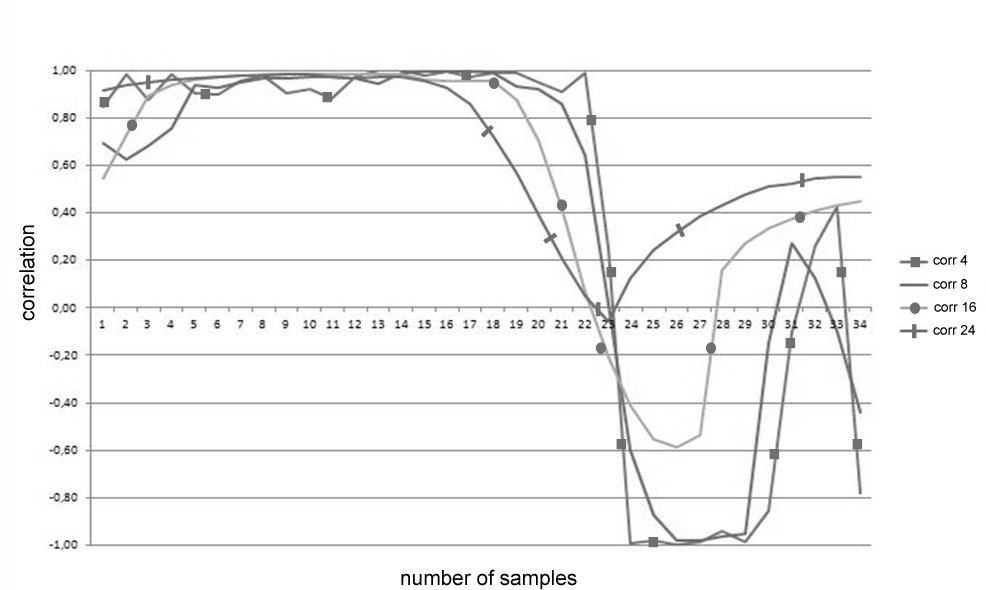 1,00
0,80
0,60
0,40
0,20
0,00
-0,20
-0,40
-0,60
-0,80
-1,00
correlation
1 2 3 4 5 6 7 8 9 10 11 12 13 14 15 16 17 18 19 20 21 22 23 24 25 26 27 28 29 30 31 32 33 34
number of samples
corr 4
corr 8
corr 16
corr 24